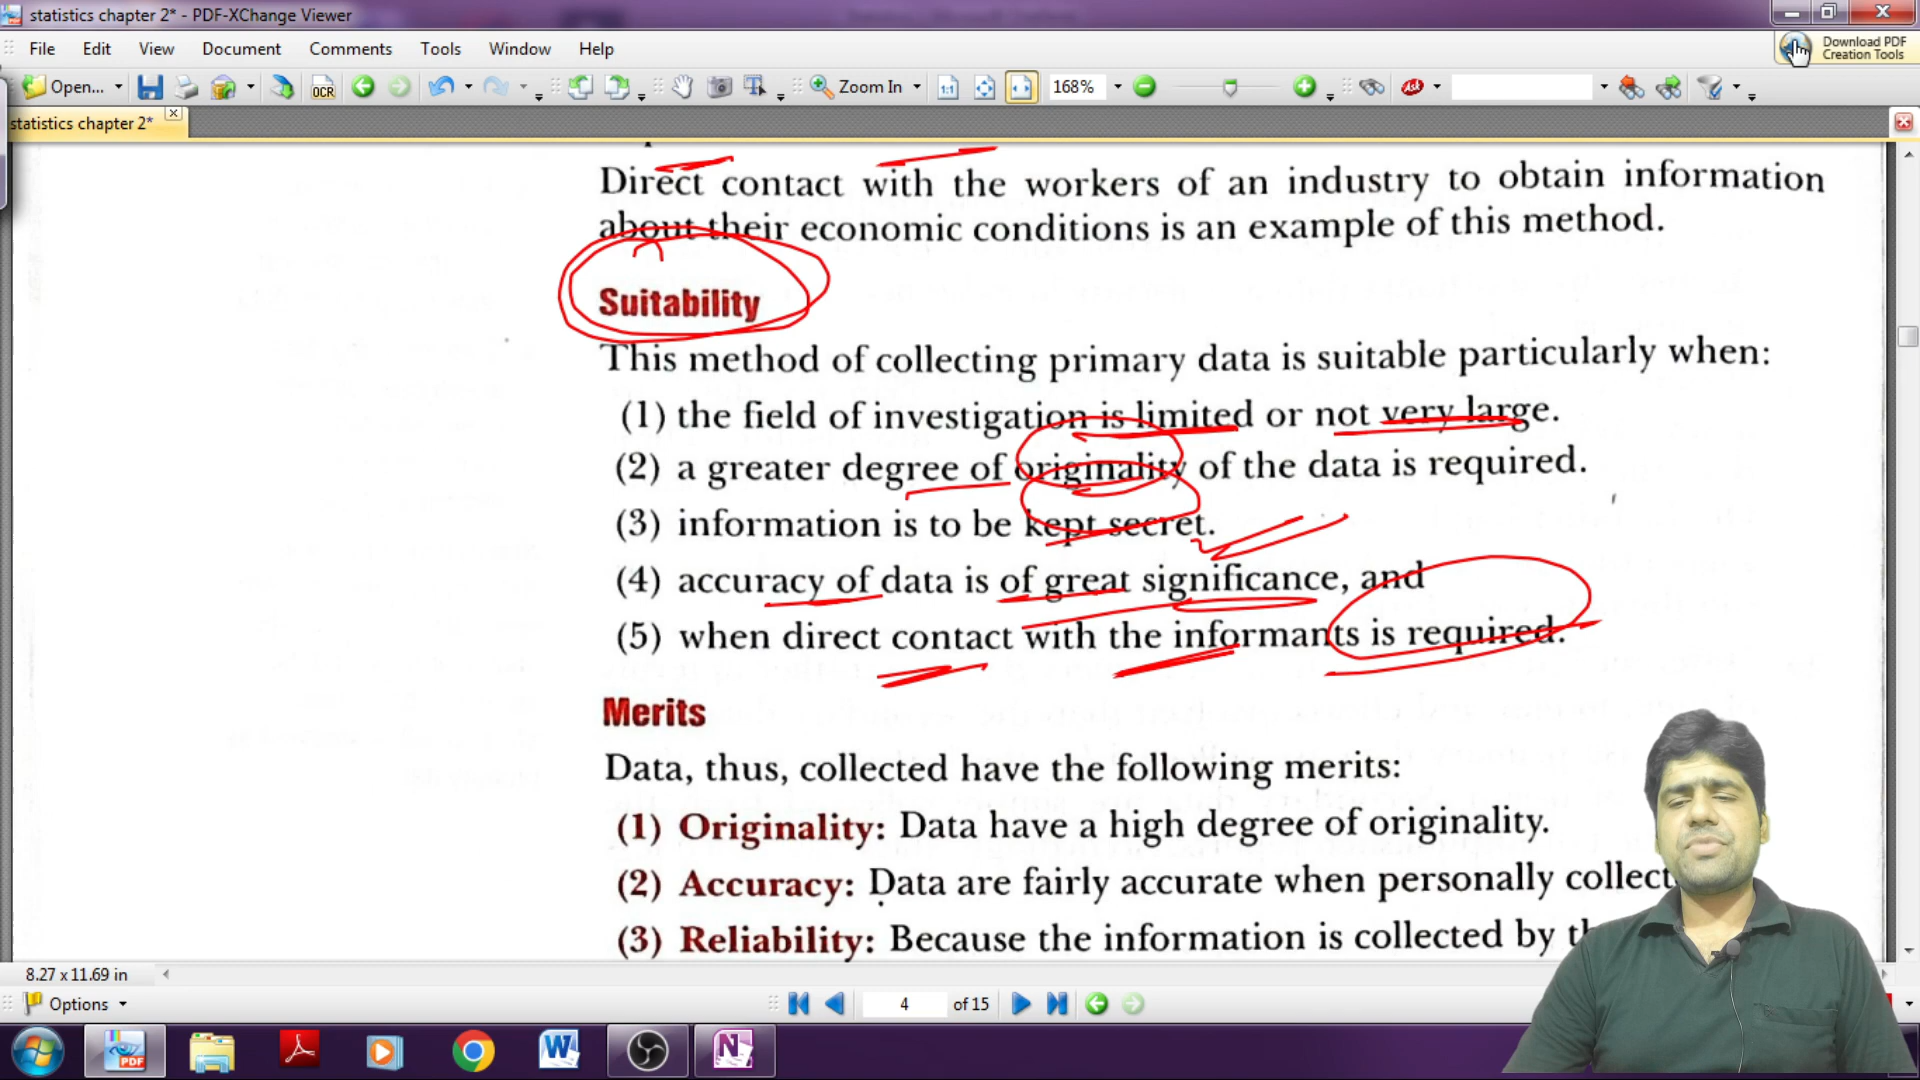 statistics chapter 2* - PDF-XChange Viewer
File Edit View Document Comments Tools Window Help
Download PDF
Creation Tools
Open... OCR Zoom In 1:1 168%
statistics chapter 2*
Direct contact with the workers of an industry to obtain information
about their economic conditions is an example of this method.
Suitability
This method of collecting primary data is suitable particularly when:
(1) the field of investigation is limited or not very large.
(2) a greater degree of originality of the data is required.
(3) information is to be kept secret.
(4) accuracy of data is of great significance, and
(5) when direct contact with the informants is required.
Merits
Data, thus, collected have the following merits:
(1) Originality: Data have a high degree of originality.
(2) Accuracy: Data are fairly accurate when personally collect
(3) Reliability: Because the information is collected by
8.27 x 11.69 in
Options 4 of 15
PDF